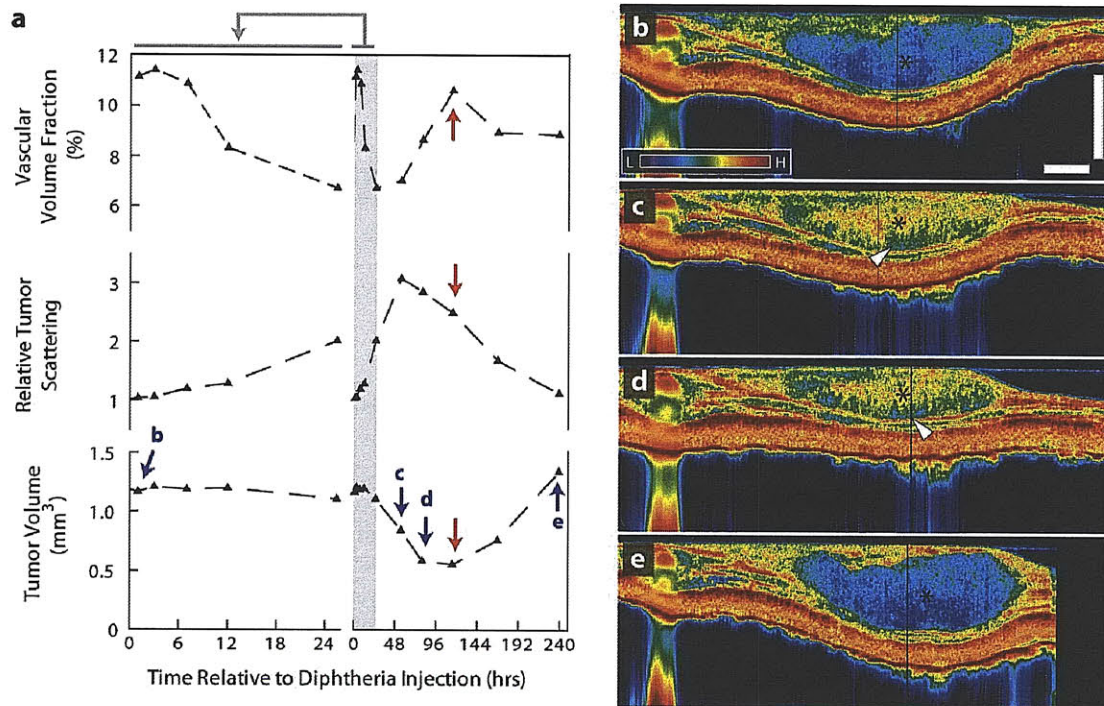 a
Vascular
Volume Fraction
(%)
12
10
8
6
Relative Tumor
Scattering
3
2
1
Tumor Volume
(mm³)
1.5
1.0
0.5
0
b
c
d
e
0 6 12 18 24
0 48 96 144 192 240
Time Relative to Diphtheria Injection (hrs)
b
*
L H
c
*
d
*
e
*